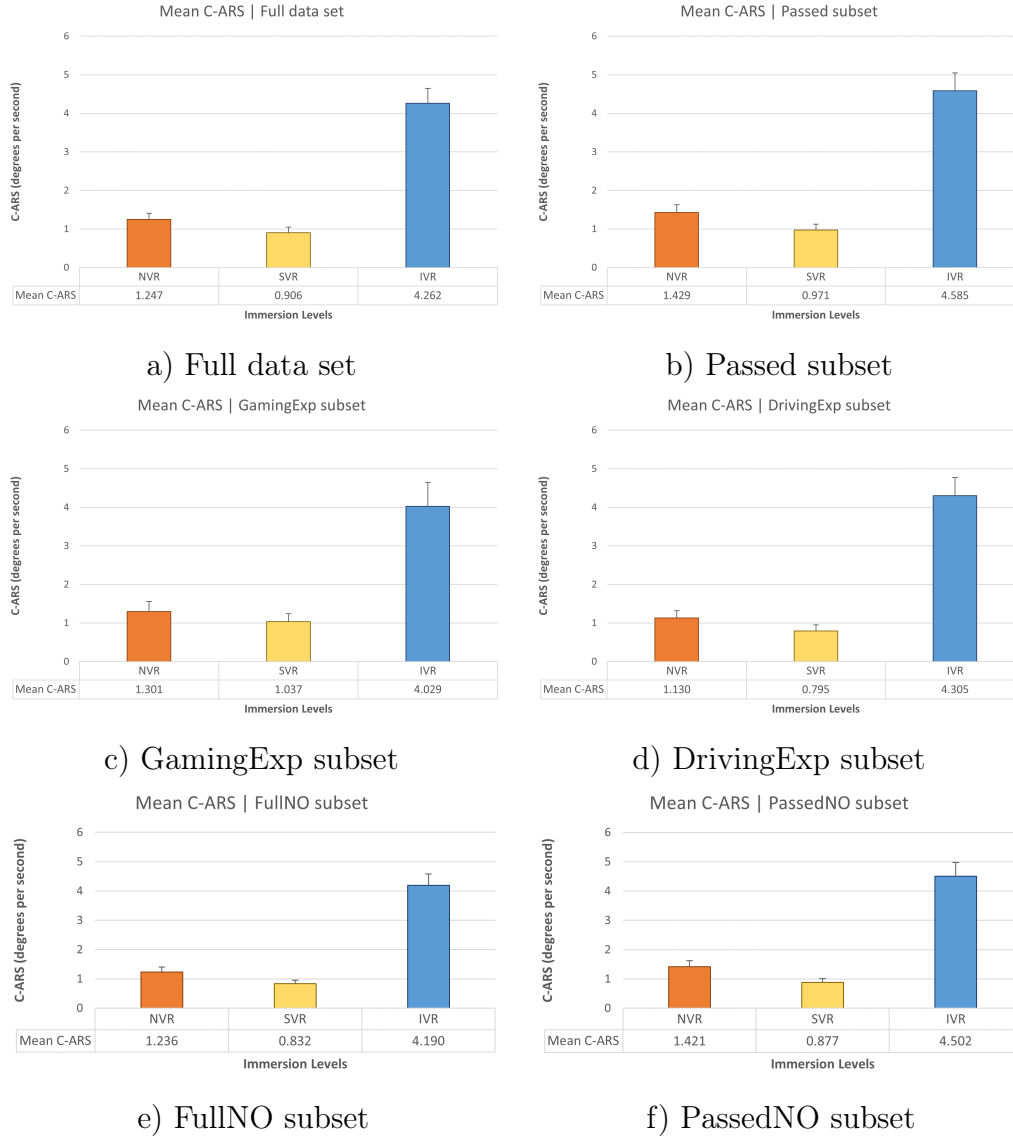 Mean C-ARS | Full data set
6
5
4
3
2
1
0
C-ARS (degrees per second)
NVR SVR IVR
Mean C-ARS 1.247 0.906 4.262
Immersion Levels
a) Full data set
Mean C-ARS | Passed subset
6
5
4
3
2
1
0
C-ARS (degrees per second)
NVR SVR IVR
Mean C-ARS 1.429 0.971 4.585
Immersion Levels
b) Passed subset
Mean C-ARS | GamingExp subset
6
5
4
3
2
1
0
C-ARS (degrees per second)
NVR SVR IVR
Mean C-ARS 1.301 1.037 4.029
Immersion Levels
c) GamingExp subset
Mean C-ARS | DrivingExp subset
6
5
4
3
2
1
0
C-ARS (degrees per second)
NVR SVR IVR
Mean C-ARS 1.130 0.795 4.305
Immersion Levels
d) DrivingExp subset
Mean C-ARS | FullNO subset
6
5
4
3
2
1
0
C-ARS (degrees per second)
NVR SVR IVR
Mean C-ARS 1.236 0.832 4.190
Immersion Levels
e) FullNO subset
Mean C-ARS | PassedNO subset
6
5
4
3
2
1
0
C-ARS (degrees per second)
NVR SVR IVR
Mean C-ARS 1.421 0.877 4.502
Immersion Levels
f) PassedNO subset